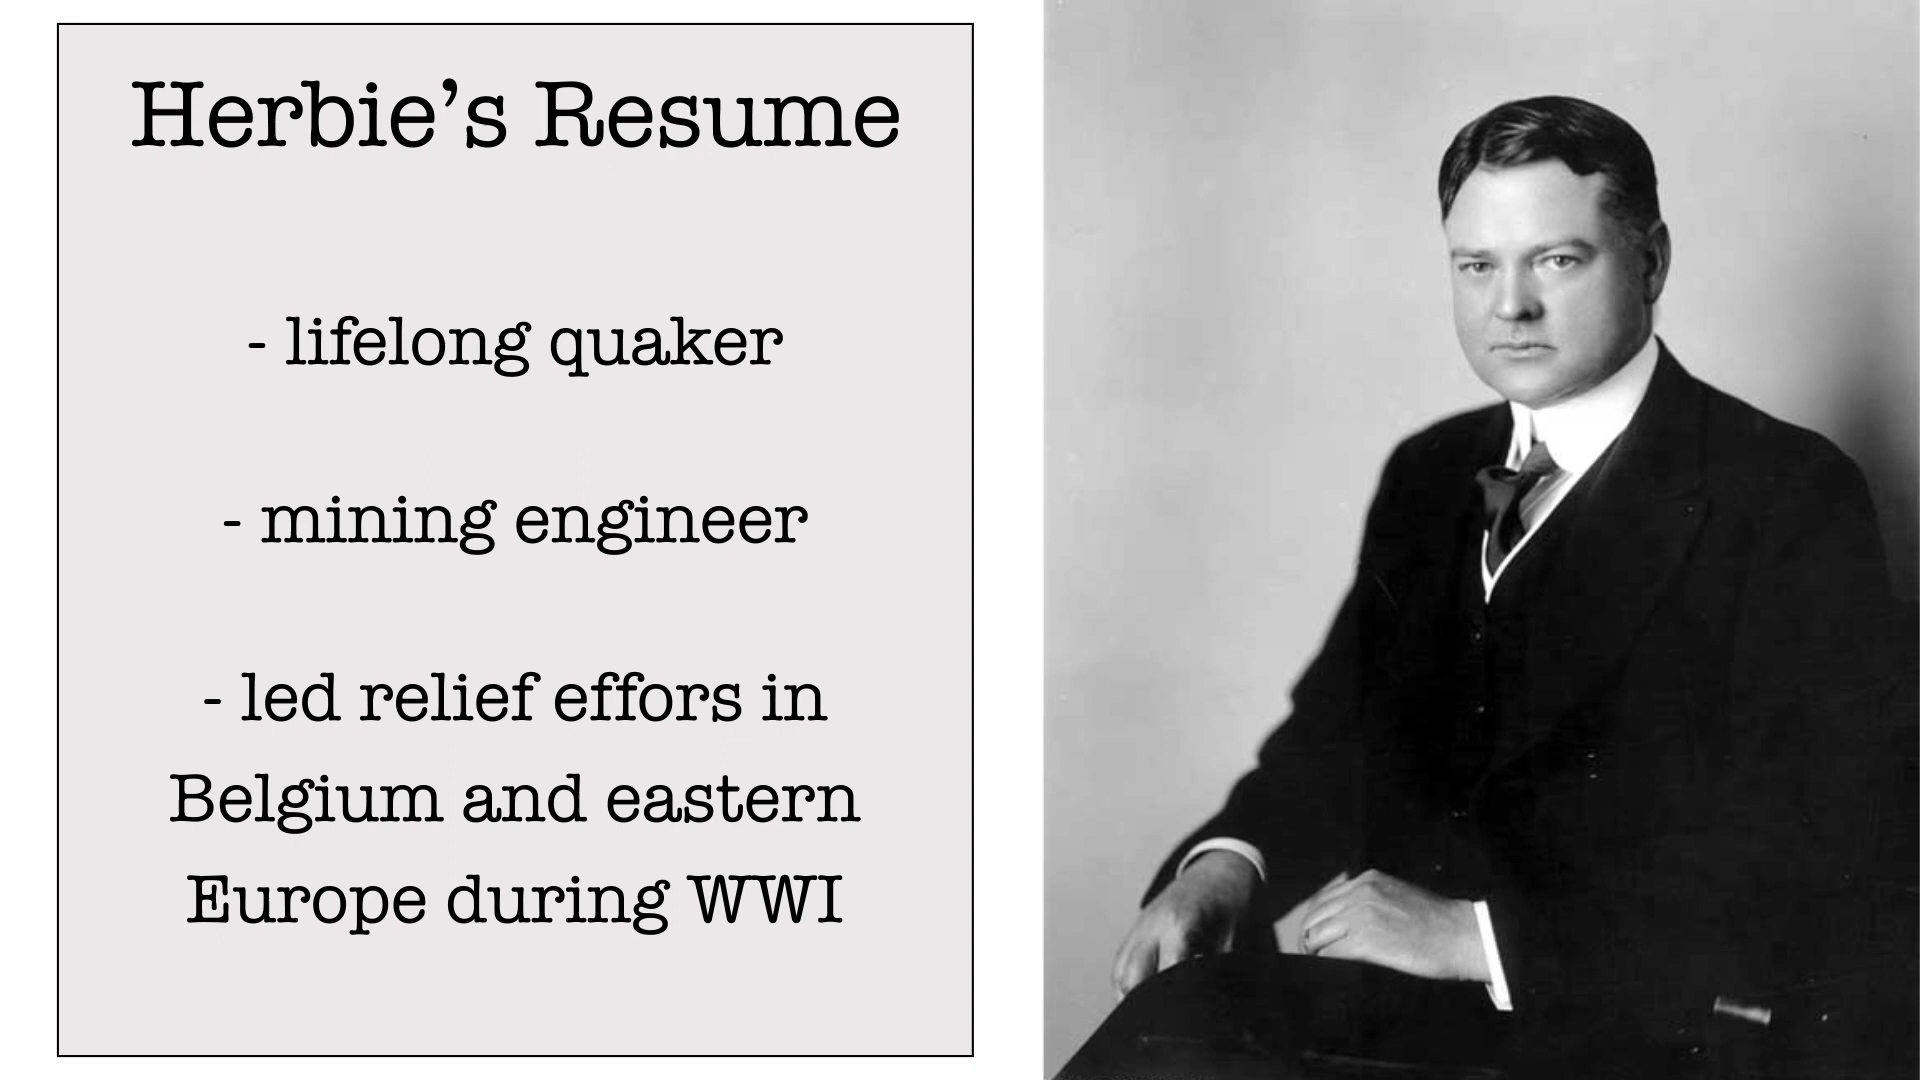 Herbie’s Resume
- lifelong quaker
- mining engineer
- led relief effors in
Belgium and eastern
Europe during WWI